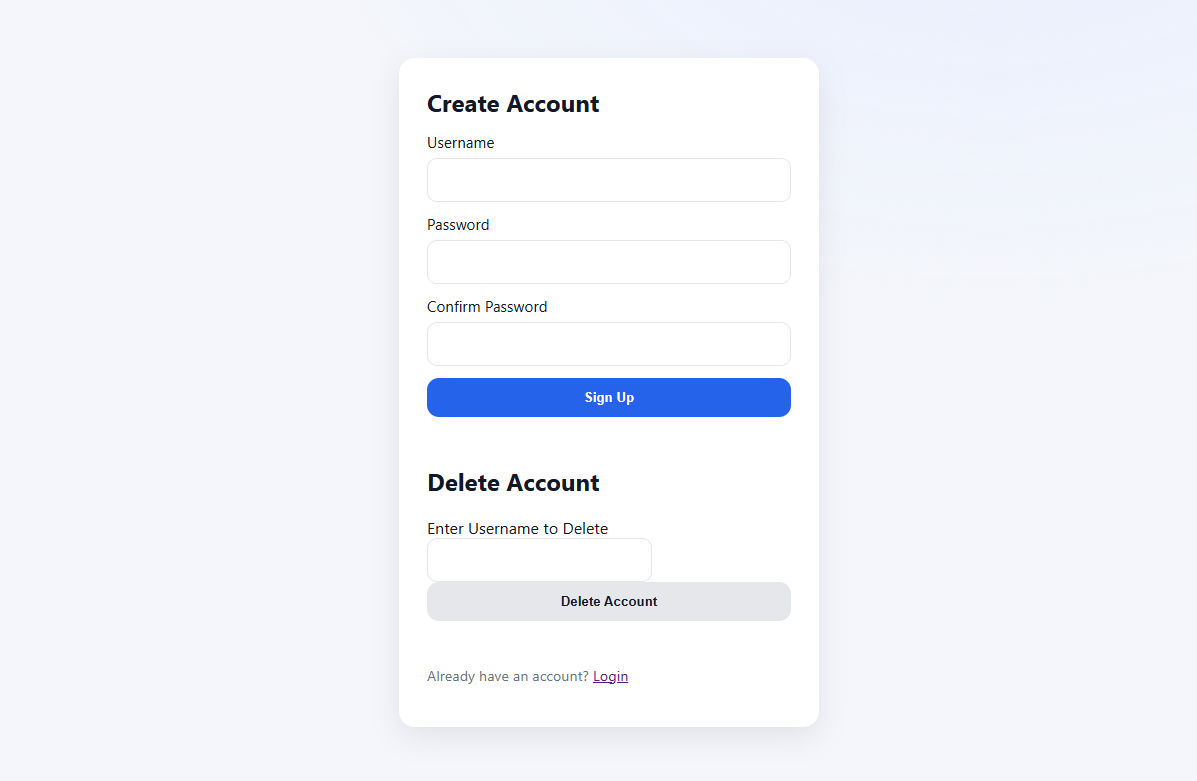 Create Account
Username
Password
Confirm Password
Sign Up
Delete Account
Enter Username to Delete
Delete Account
Already have an account? Login